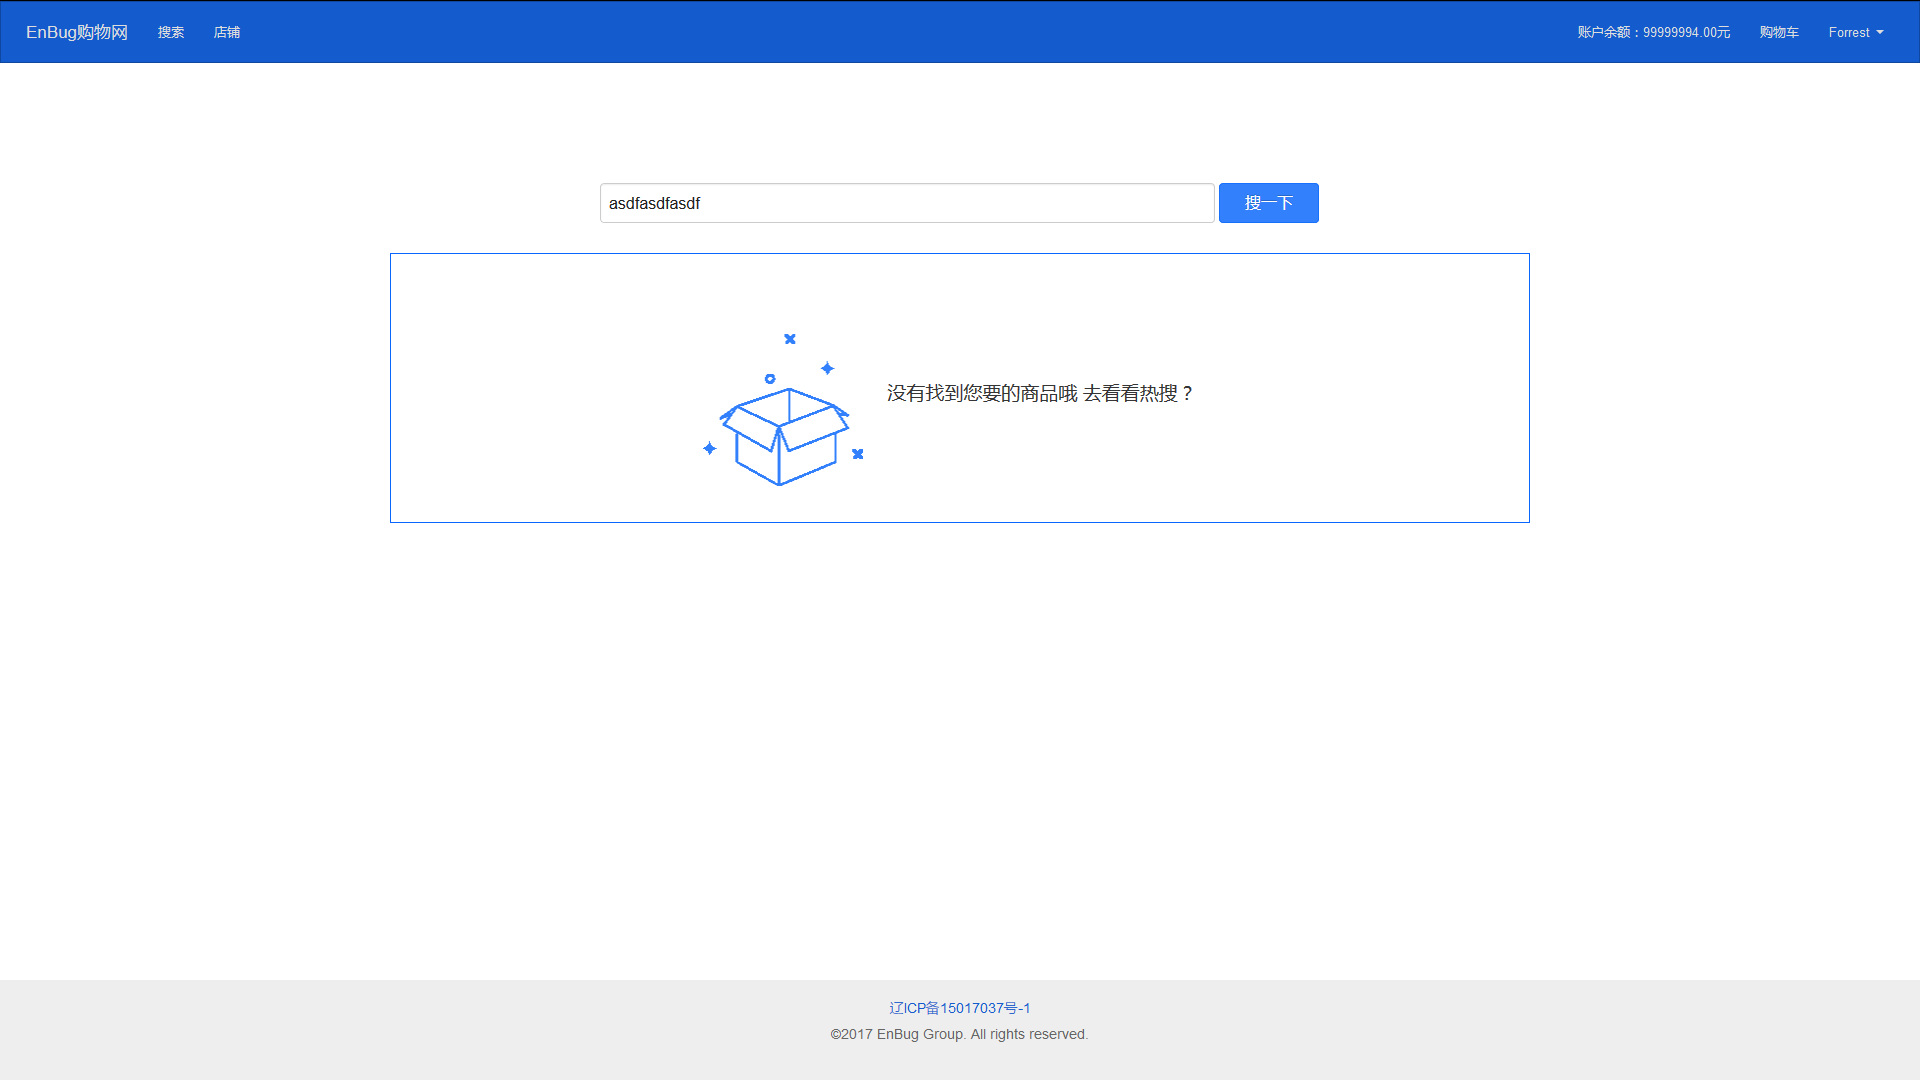 EnBug购物网 搜索 店铺 账户余额：99999994.00元 购物车 Forrest
asdfasdfasdf 搜一下
没有找到您要的商品哦 去看看热搜？
辽ICP备15017037号-1
©2017 EnBug Group. All rights reserved.